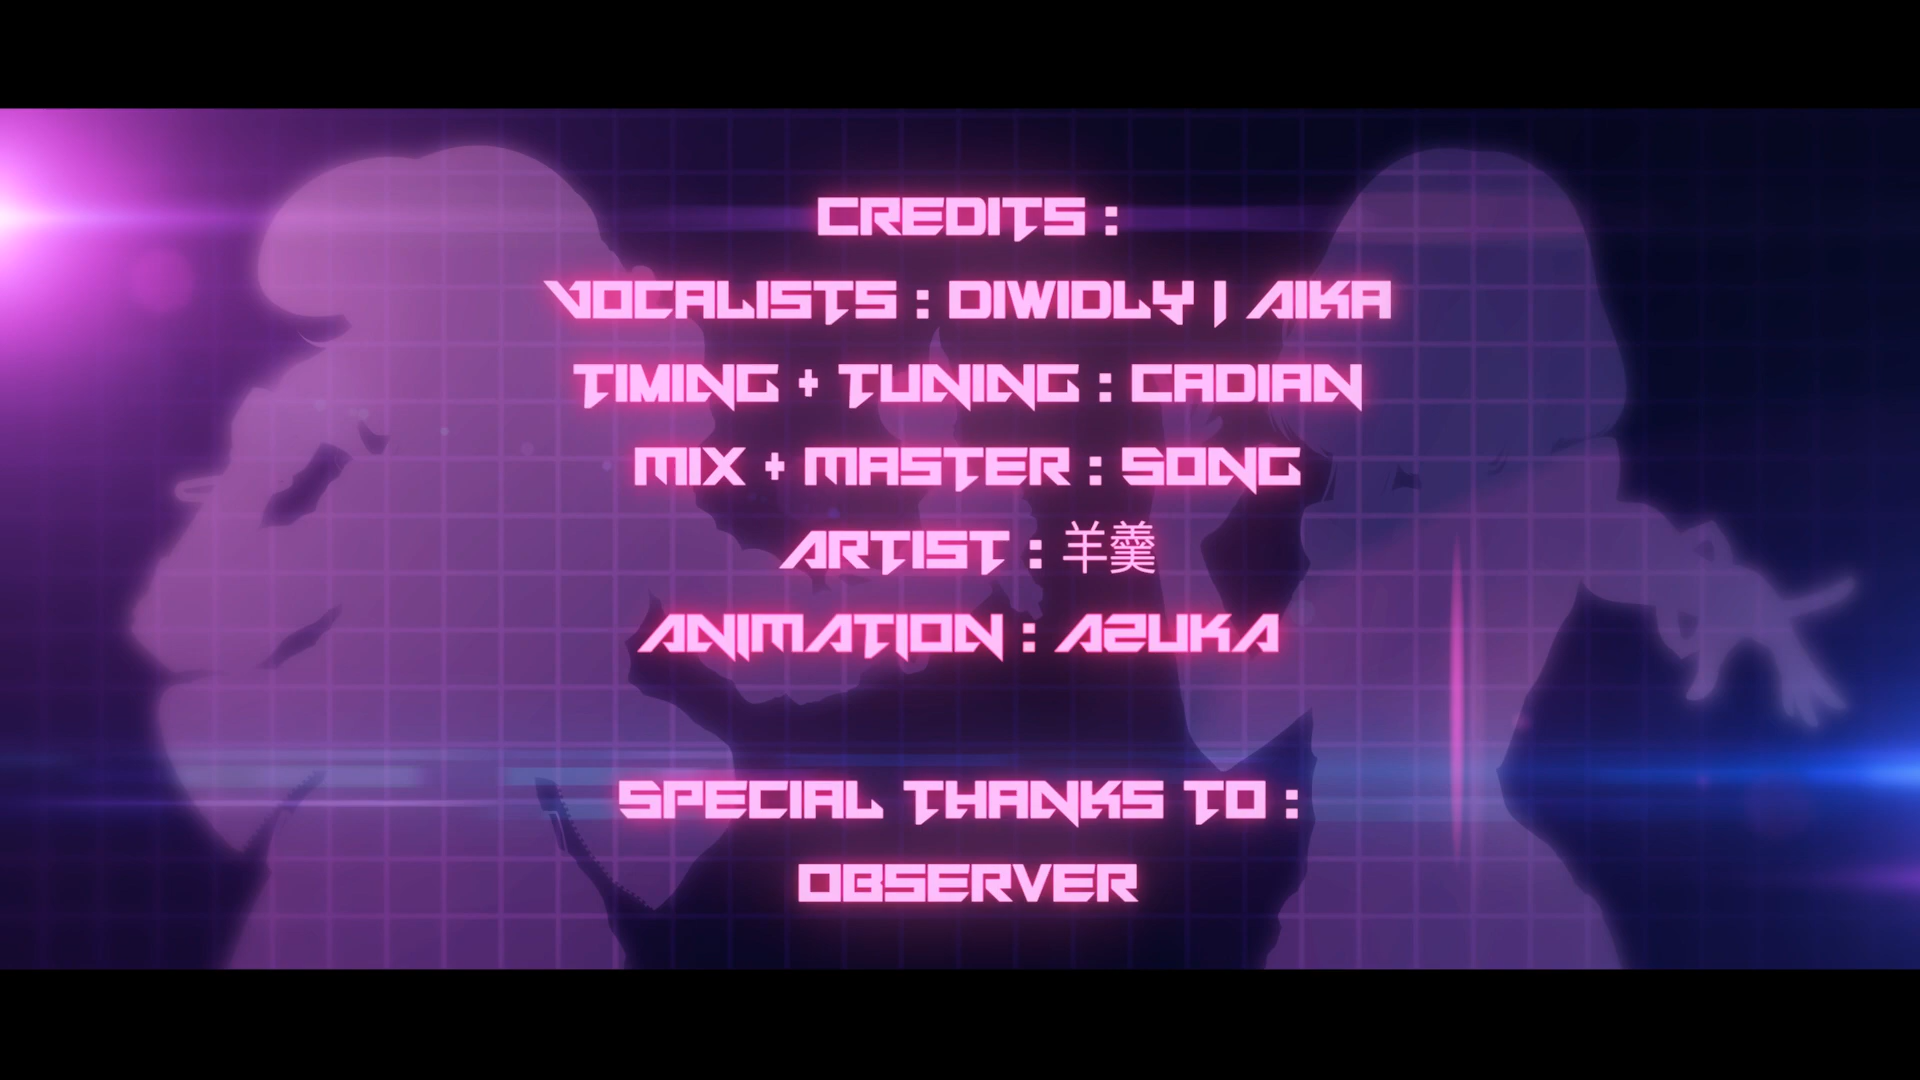 CREDITS :
VOCALISTS : DIWIDLY | AIKA
TIMING + TUNING : CADIAN
MIX + MASTER : SONG
ARTIST : 羊羹
ANIMATION : AZUKA
SPECIAL THANKS TO :
OBSERVER